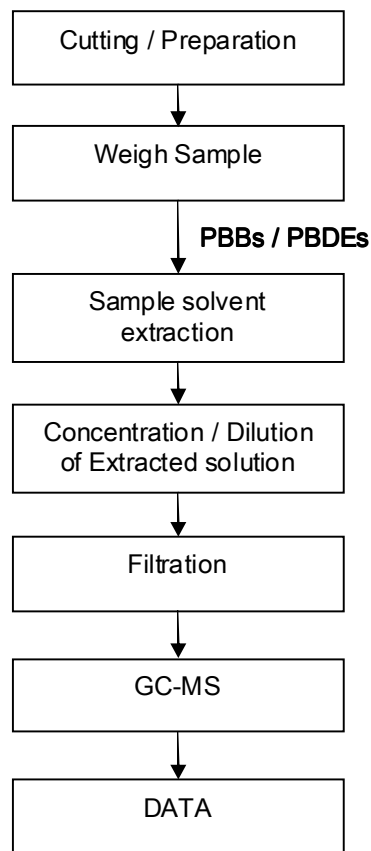 Cutting / Preparation
Weigh Sample
PBBs / PBDEs
Sample solvent
extraction
Concentration / Dilution
of Extracted solution
Filtration
GC-MS
DATA